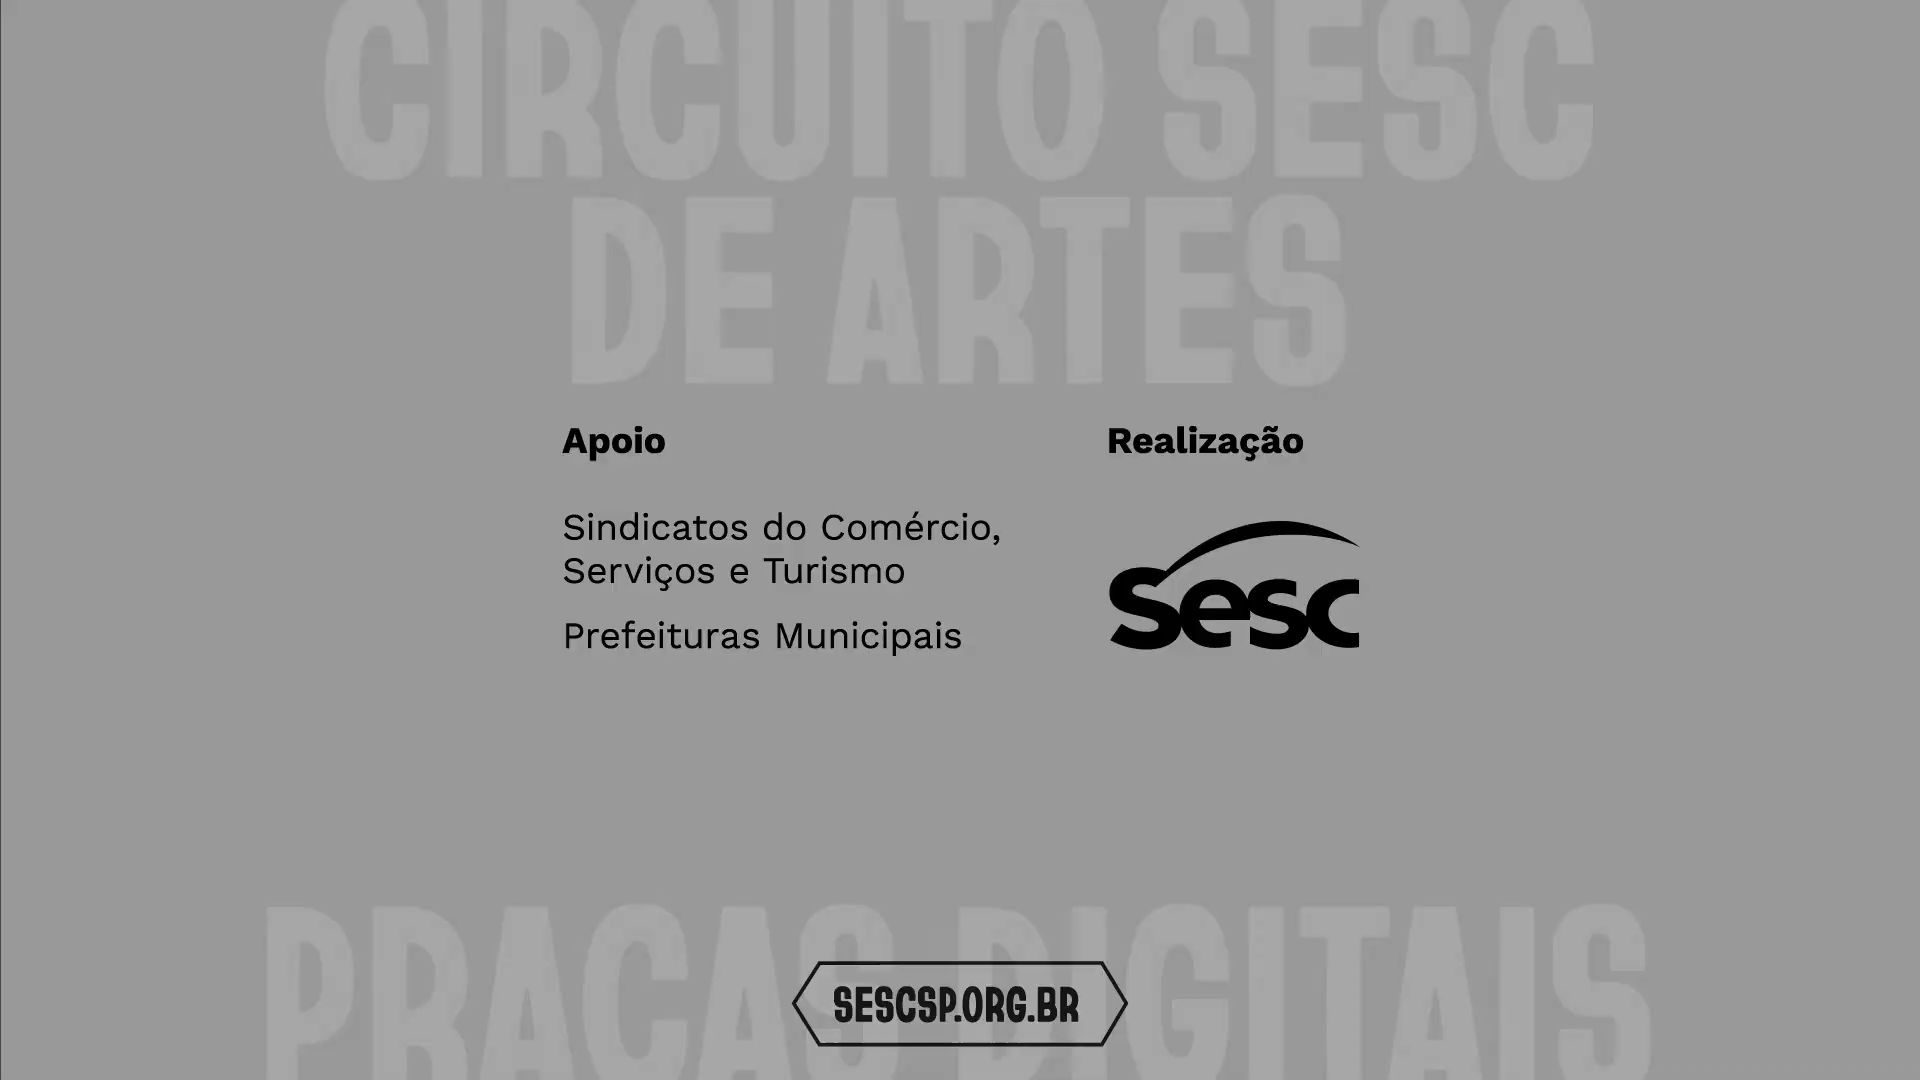 CIRCUITO SESC
DE ARTES
Apoio
Sindicatos do Comércio,
Serviços e Turismo
Prefeituras Municipais
Realização
Sesc
PRAÇAS DIGITAIS
SESCSP.ORG.BR